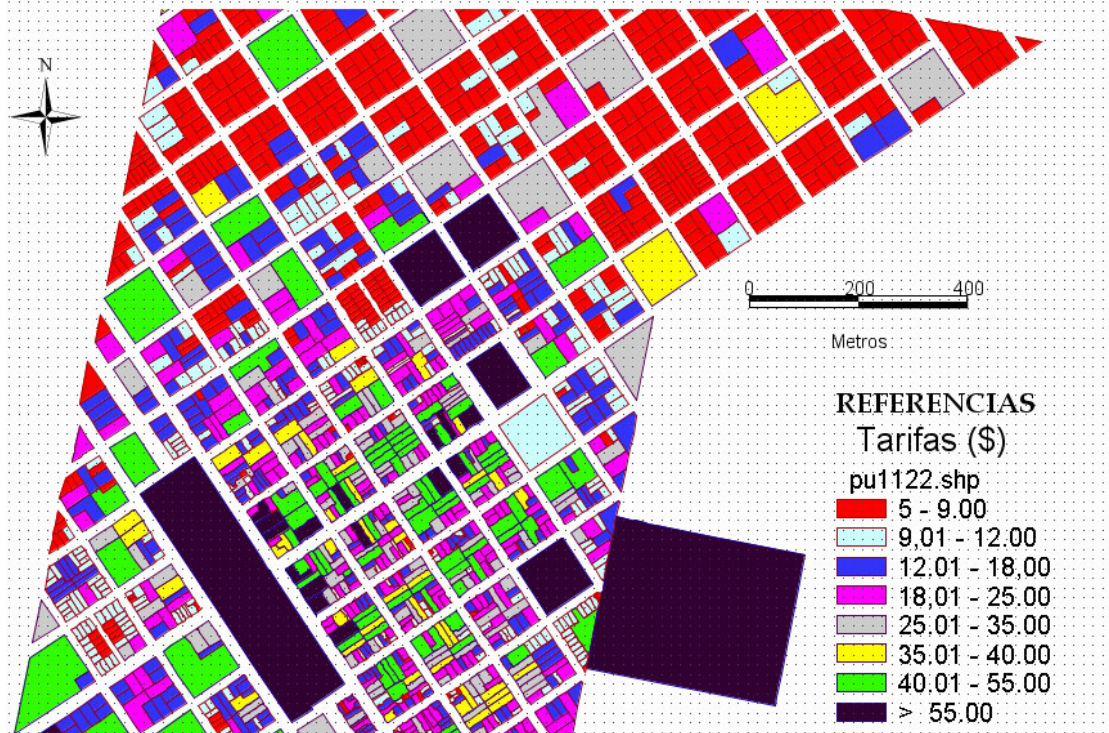 N
0 200 400
Metros
REFERENCIAS
Tarifas ($)
pu1122.shp
5 - 9.00
9,01 - 12.00
12.01 - 18,00
18,01 - 25.00
25.01 - 35.00
35.01 - 40.00
40.01 - 55.00
> 55.00